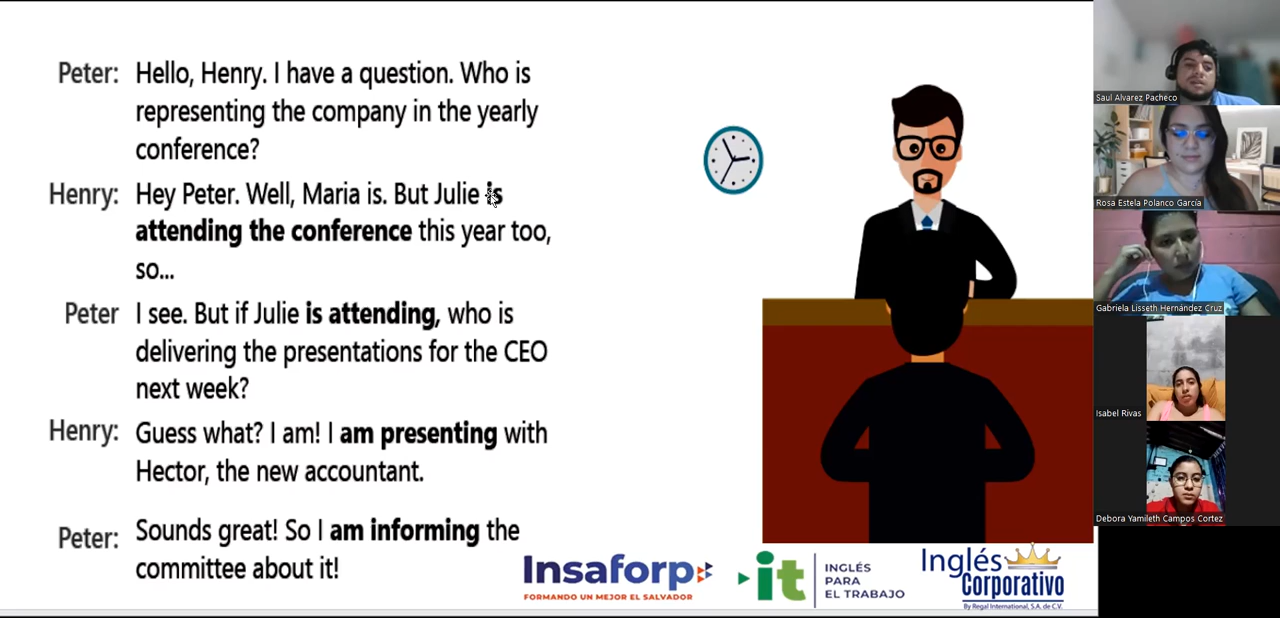 Peter: Hello, Henry. I have a question. Who is
representing the company in the yearly
conference?
Henry: Hey Peter. Well, Maria is. But Julie is
attending the conference this year too,
so...
Peter I see. But if Julie is attending, who is
delivering the presentations for the CEO
next week?
Henry: Guess what? I am! I am presenting with
Hector, the new accountant.
Peter: Sounds great! So I am informing the
committee about it!
Insaforp
FORMANDO UN MEJOR EL SALVADOR
it
INGLÉS
PARA
EL TRABAJO
Inglés
Corporativo
By Regal International, S.A. de C.V.
Saul Alvarez Pacheco
Rosa Estela Polanco García
Gabriela Lisseth Hernández Cruz
Isabel Rivas
Debora Yamileth Campos Cortez